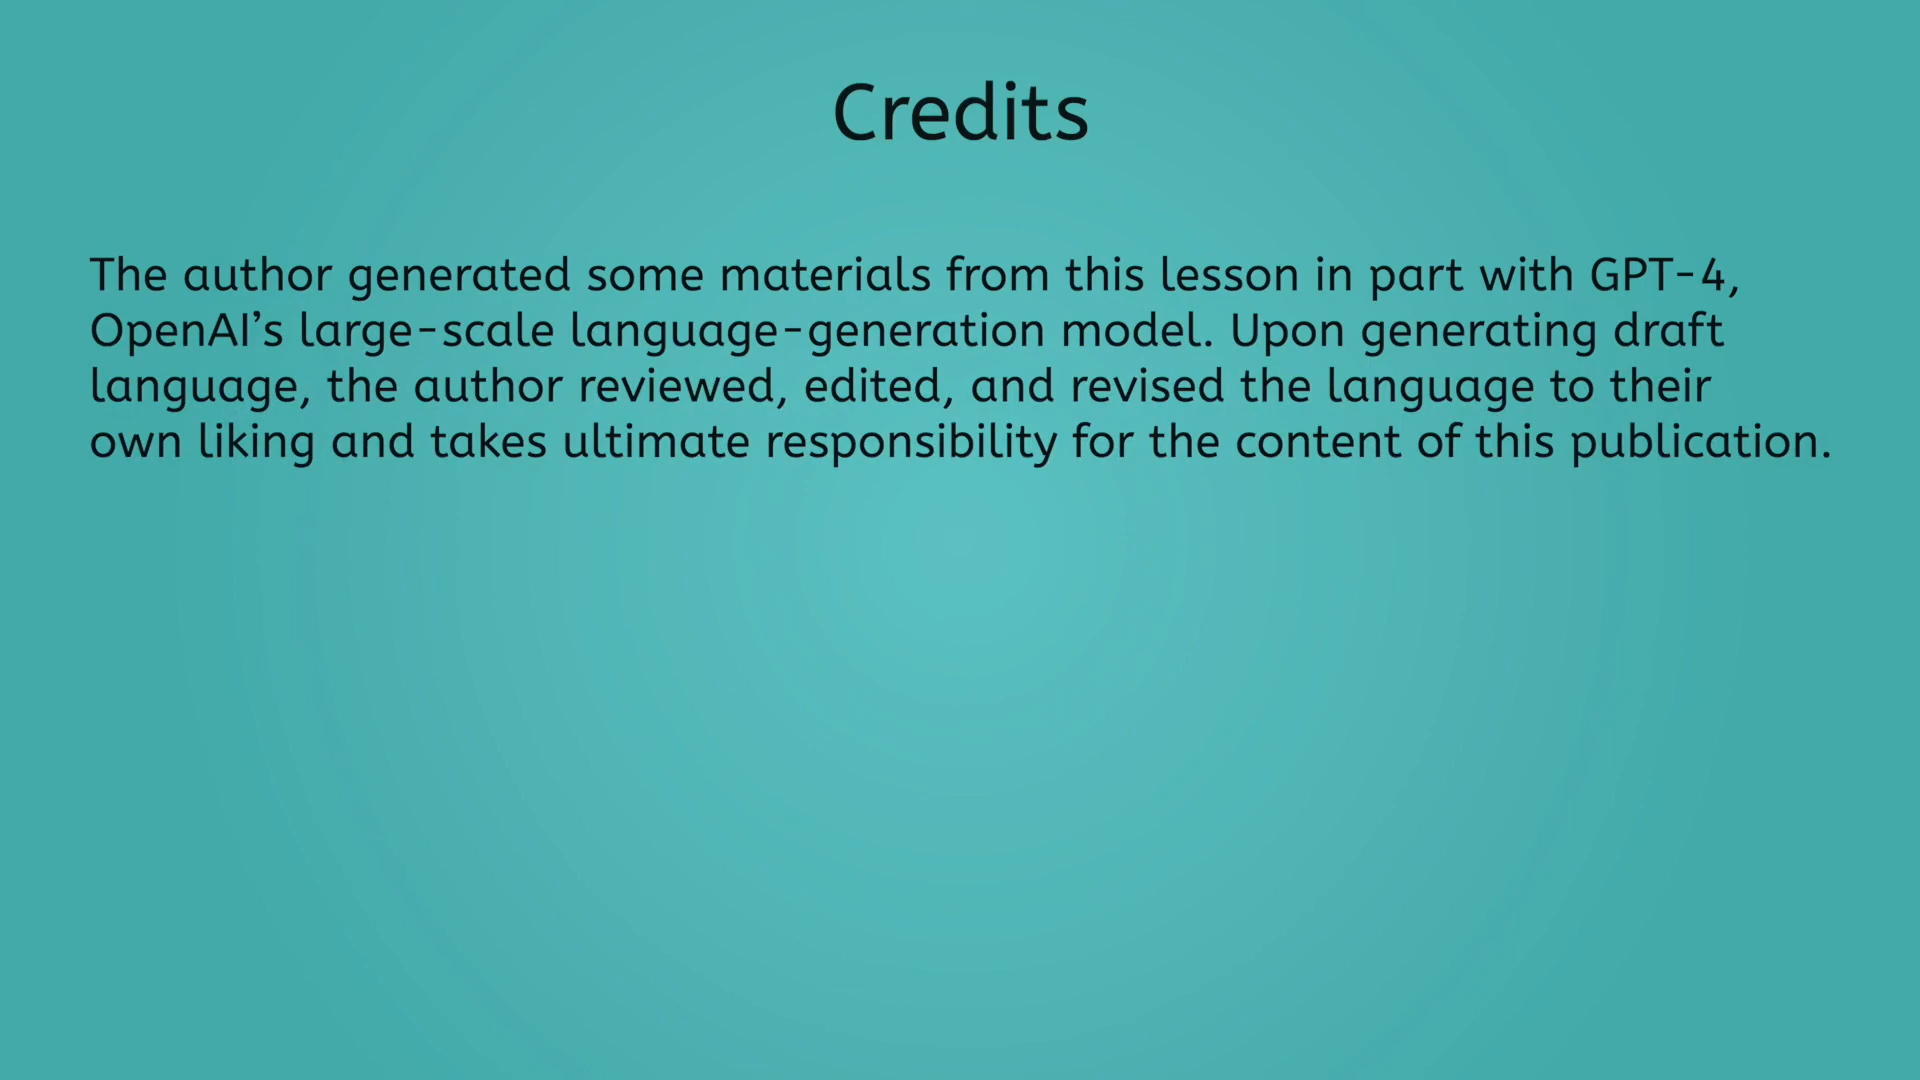 Credits
The author generated some materials from this lesson in part with GPT-4,
OpenAI’s large-scale language-generation model. Upon generating draft
language, the author reviewed, edited, and revised the language to their
own liking and takes ultimate responsibility for the content of this publication.